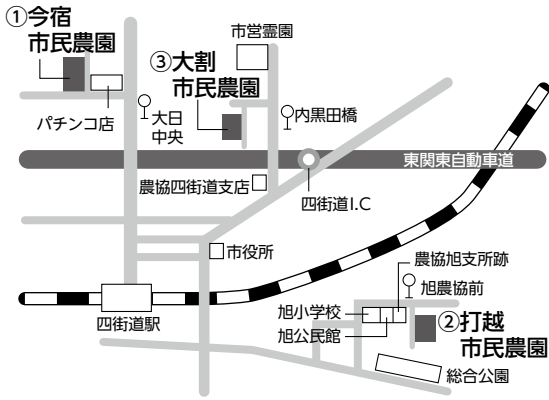 ①今宿
市民農園
市営霊園
③大割
市民農園
パチンコ店
大日
中央
内黒田橋
東関東自動車道
農協四街道支店
四街道I.C
市役所
農協旭支所跡
旭農協前
四街道駅
旭小学校
旭公民館
②打越
市民農園
総合公園